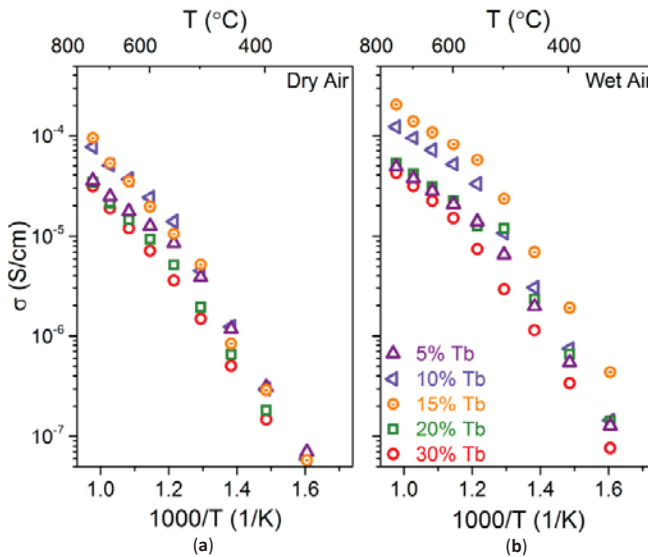 T (°C)
800 600 400
Dry Air
10⁻⁴
10⁻⁵
10⁻⁶
10⁻⁷
σ (S/cm)
1.0 1.2 1.4 1.6
1000/T (1/K)
(a)
T (°C)
800 600 400
Wet Air
5% Tb
10% Tb
15% Tb
20% Tb
30% Tb
1.0 1.2 1.4 1.6
1000/T (1/K)
(b)